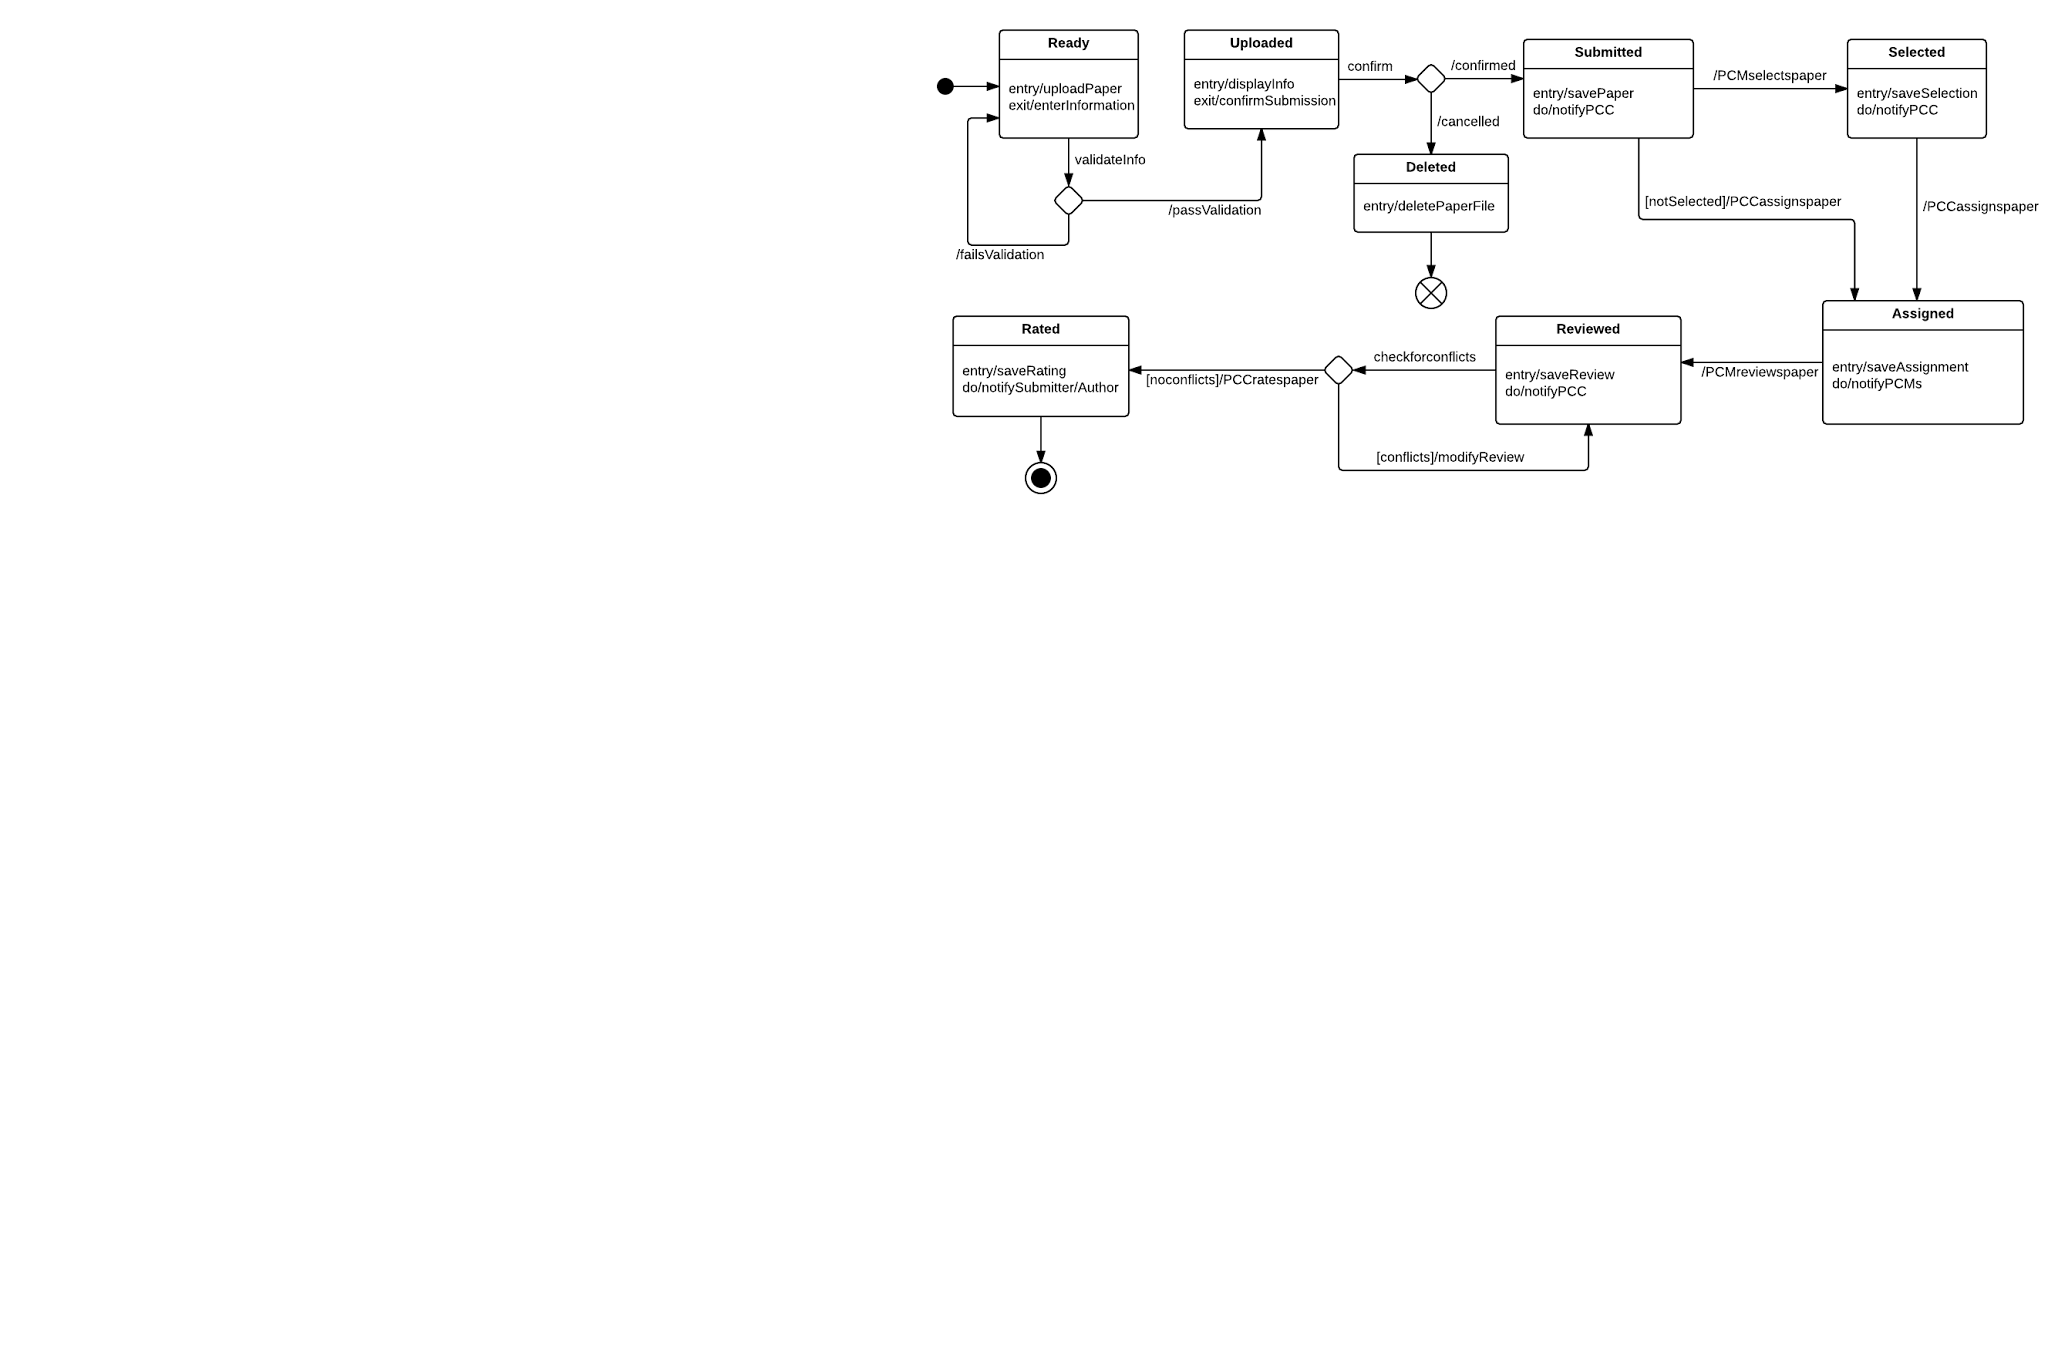 Ready
entry/uploadPaper
exit/enterInformation
validateInfo
/passValidation
/failsValidation
Uploaded
entry/displayInfo
exit/confirmSubmission
confirm
/confirmed
/cancelled
Deleted
entry/deletePaperFile
Submitted
entry/savePaper
do/notifyPCC
/PCMselectspaper
[notSelected]/PCCassignspaper
Selected
entry/saveSelection
do/notifyPCC
/PCCassignspaper
Assigned
entry/saveAssignment
do/notifyPCMs
/PCMreviewspaper
Reviewed
entry/saveReview
do/notifyPCC
checkforconflicts
[conflicts]/modifyReview
[noconflicts]/PCCratespaper
Rated
entry/saveRating
do/notifySubmitter/Author